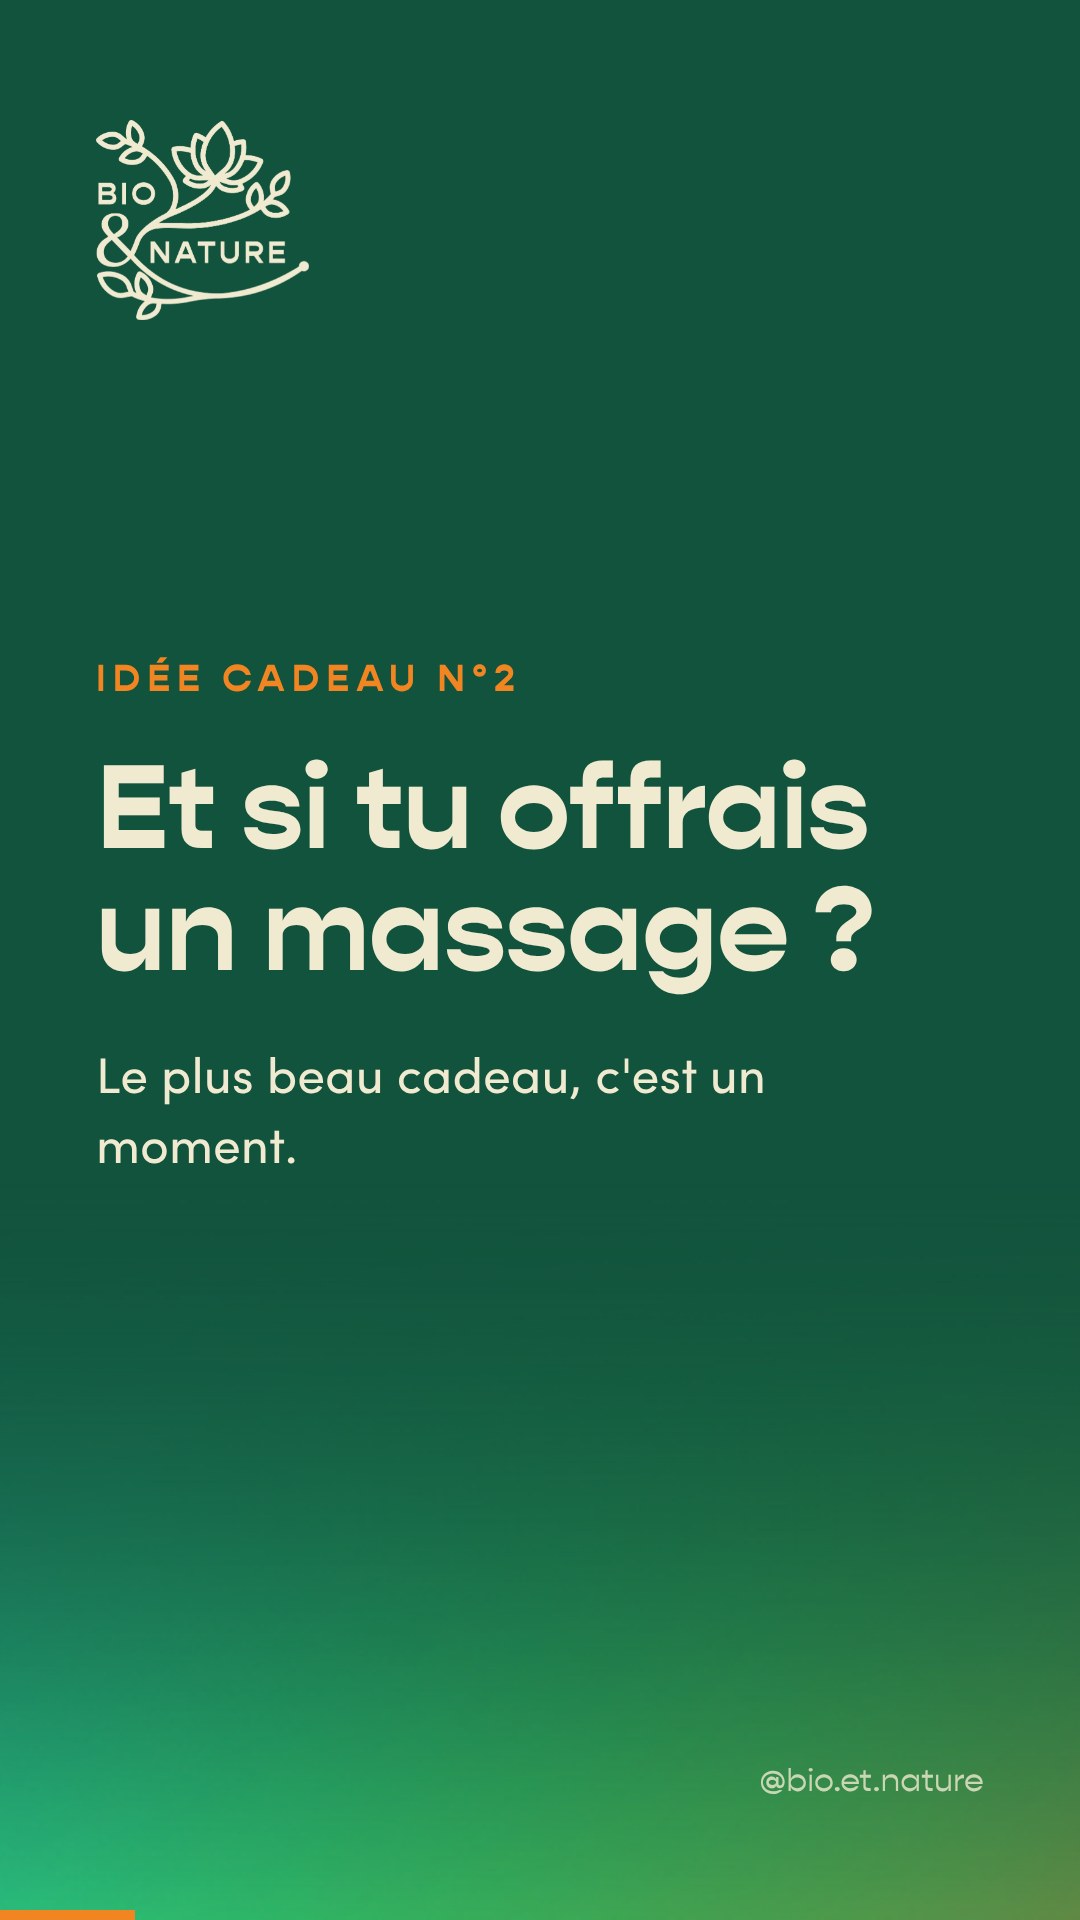 BIO
& NATURE
IDÉE CADEAU N°2
Et si tu offrais
un massage ?
Le plus beau cadeau, c'est un
moment.
@bio.et.nature